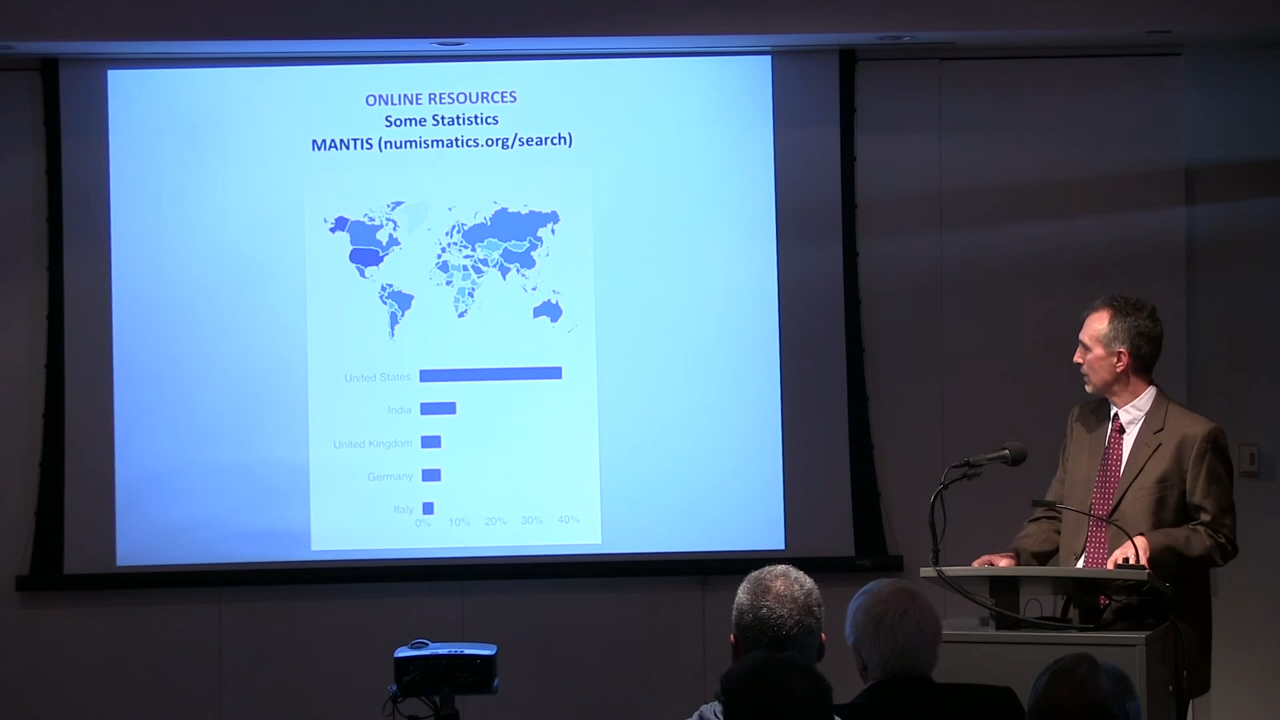 ONLINE RESOURCES
Some Statistics
MANTIS (numismatics.org/search)
United States
India
United Kingdom
Germany
Italy
0% 10% 20% 30% 40%